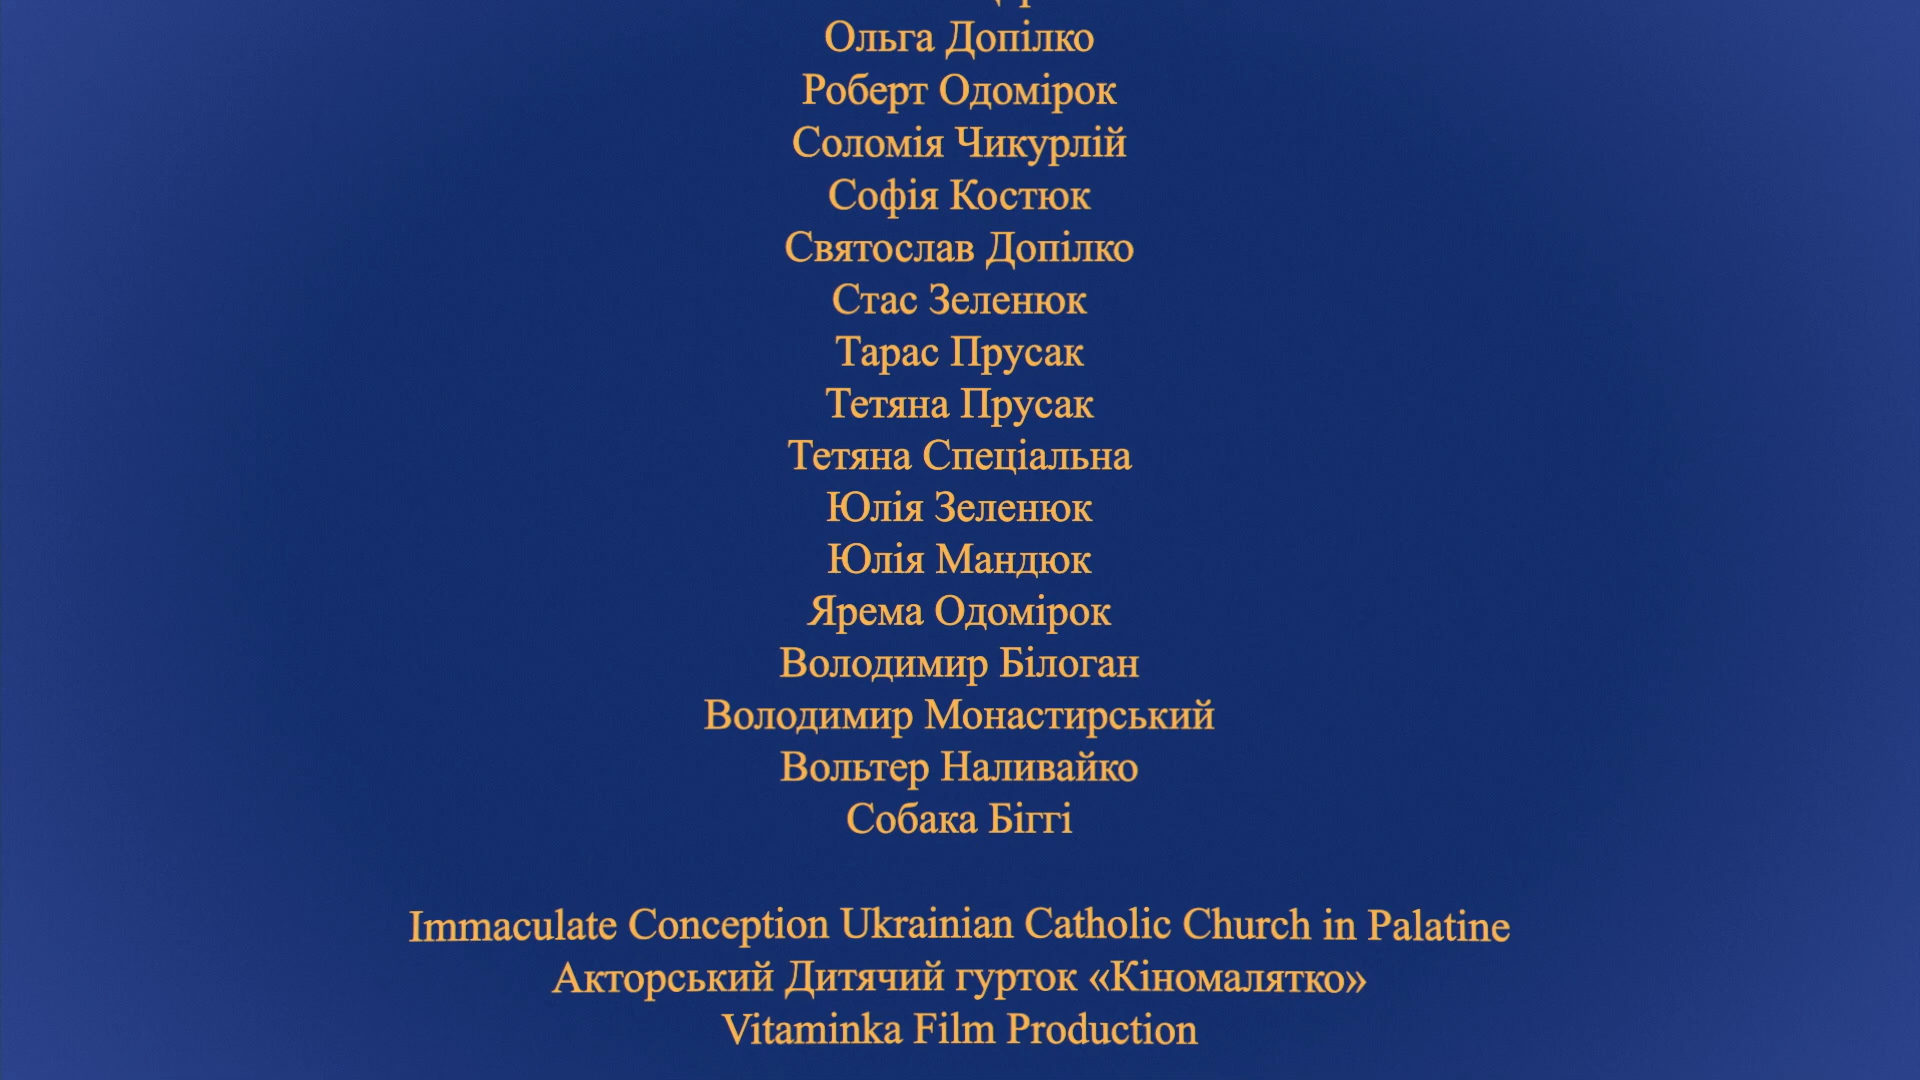 Ольга Допілко
Роберт Одомірок
Соломія Чикурлій
Софія Костюк
Святослав Допілко
Стас Зеленюк
Тарас Прусак
Тетяна Прусак
Тетяна Спеціальна
Юлія Зеленюк
Юлія Мандюк
Ярема Одомірок
Володимир Білоган
Володимир Монастирський
Вольтер Наливайко
Собака Біггі
Immaculate Conception Ukrainian Catholic Church in Palatine
Акторський Дитячий гурток «Кіномалятко»
Vitaminka Film Production